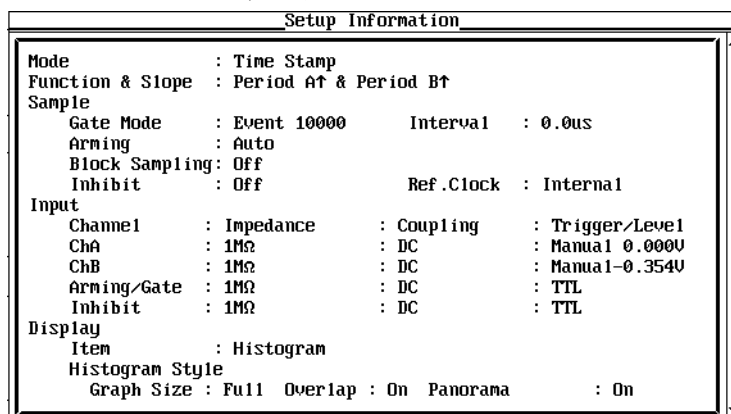 Setup Information
Mode : Time Stamp
Function & Slope : Period A↑ & Period B↑
Sample
Gate Mode : Event 10000 Interval : 0.0us
Arming : Auto
Block Sampling: Off
Inhibit : Off Ref.Clock : Internal
Input
Channel : Impedance : Coupling : Trigger/Level
ChA : 1MΩ : DC : Manual 0.000V
ChB : 1MΩ : DC : Manual-0.354V
Arming/Gate : 1MΩ : DC : TTL
Inhibit : 1MΩ : DC : TTL
Display
Item : Histogram
Histogram Style
Graph Size : Full Overlap : On Panorama : On